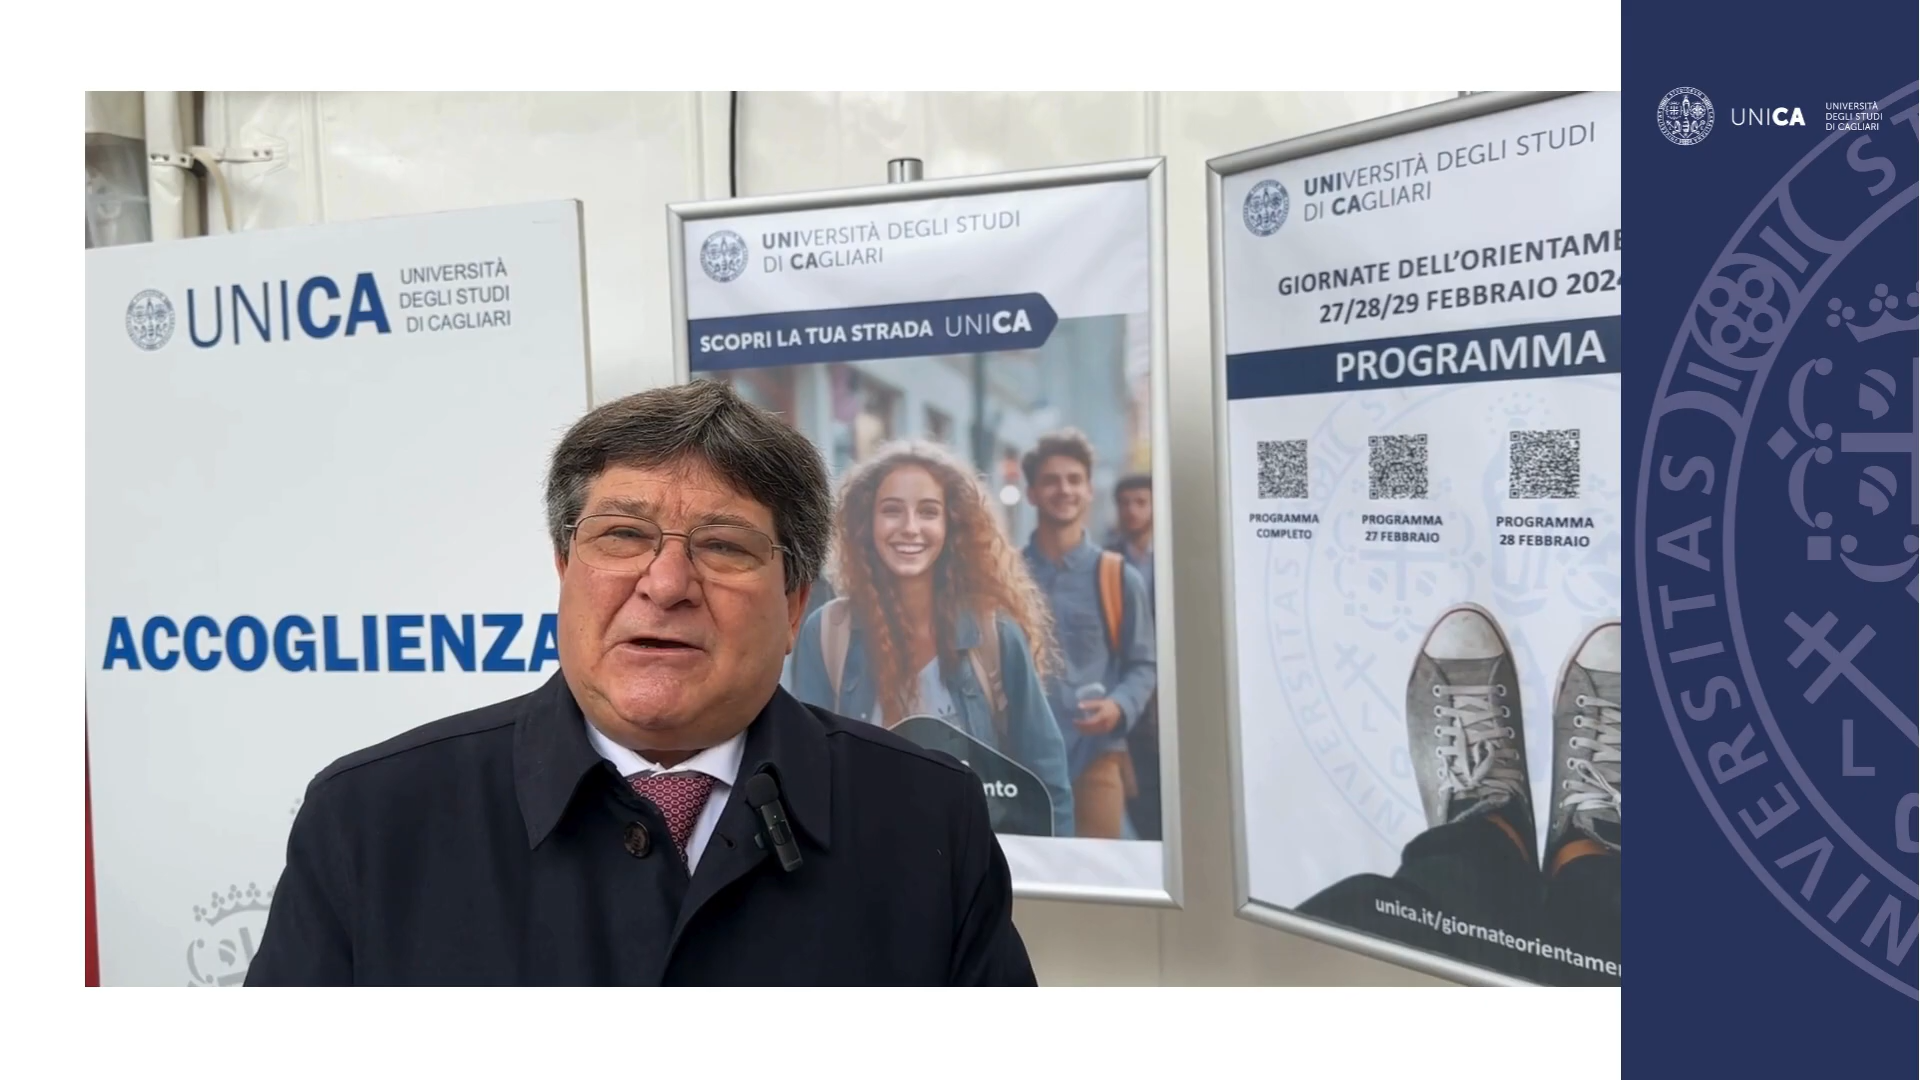 UNICA
UNIVERSITÀ
DEGLI STUDI
DI CAGLIARI
ACCOGLIENZA
UNIVERSITÀ DEGLI STUDI
DI CAGLIARI
SCOPRI LA TUA STRADA UNICA
nto
UNIVERSITÀ DEGLI STUDI
DI CAGLIARI
GIORNATE DELL'ORIENTAME
27/28/29 FEBBRAIO 2024
PROGRAMMA
PROGRAMMA
COMPLETO
PROGRAMMA
27 FEBBRAIO
PROGRAMMA
28 FEBBRAIO
unica.it/giornateorientame
UNICA
UNIVERSITÀ
DEGLI STUDI
DI CAGLIARI
UNIVERSITAS